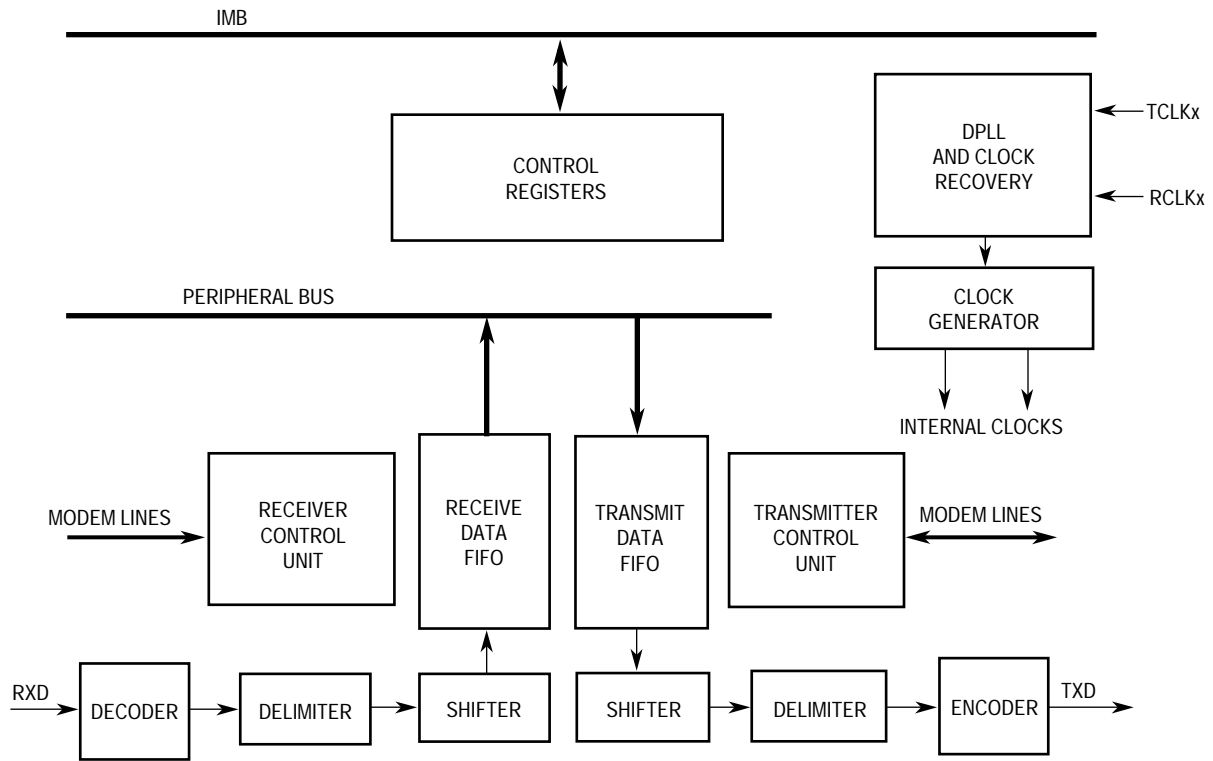 IMB
CONTROL
REGISTERS
DPLL
AND CLOCK
RECOVERY
TCLKx
RCLKx
PERIPHERAL BUS
CLOCK
GENERATOR
INTERNAL CLOCKS
MODEM LINES
RECEIVER
CONTROL
UNIT
RECEIVE
DATA
FIFO
TRANSMIT
DATA
FIFO
TRANSMITTER
CONTROL
UNIT
MODEM LINES
RXD
DECODER
DELIMITER
SHIFTER
SHIFTER
DELIMITER
ENCODER
TXD